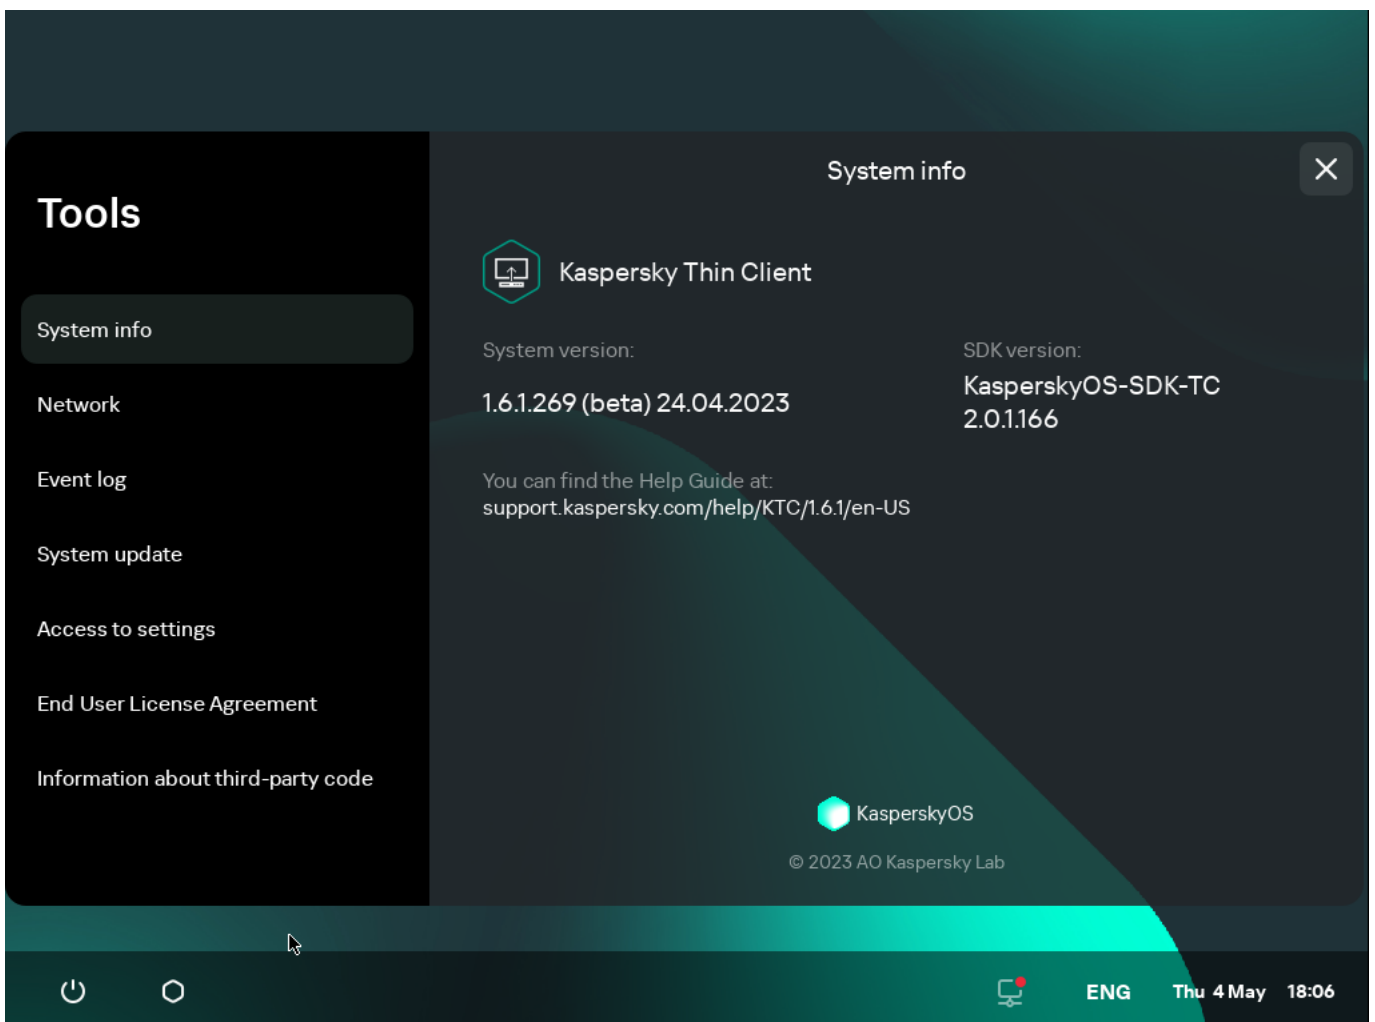 Tools
System info
Network
Event log
System update
Access to settings
End User License Agreement
Information about third-party code
System info
Kaspersky Thin Client
System version:
1.6.1.269 (beta) 24.04.2023
SDK version:
KasperskyOS-SDK-TC
2.0.1.166
You can find the Help Guide at:
support.kaspersky.com/help/KTC/1.6.1/en-US
KasperskyOS
© 2023 AO Kaspersky Lab
ENG Thu 4 May 18:06